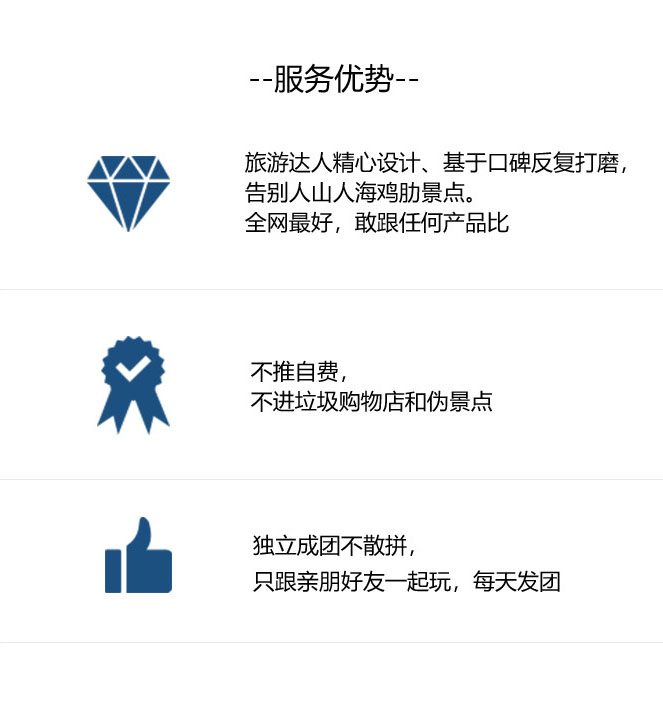 --服务优势--
旅游达人精心设计、基于口碑反复打磨，
告别人山人海鸡肋景点。
全网最好，敢跟任何产品比
不推自费，
不进垃圾购物店和伪景点
独立成团不散拼，
只跟亲朋好友一起玩，每天发团